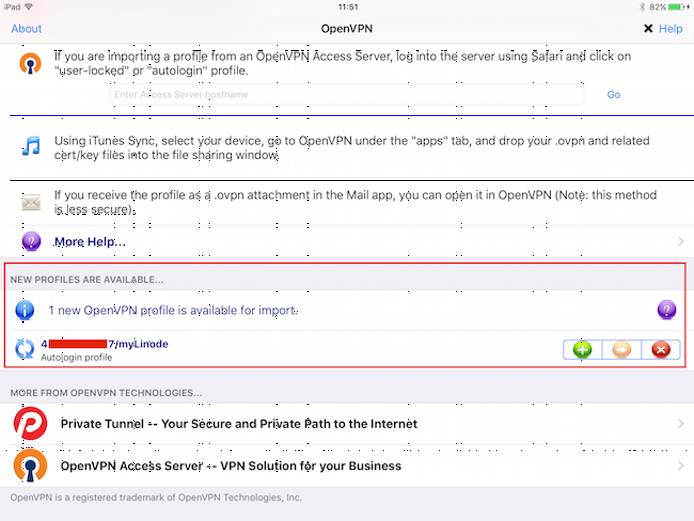 iPad 11:51 82%
About OpenVPN Help
If you are importing a profile from an OpenVPN Access Server, log into the server using Safari and click on
"user-locked" or "autologin" profile.
Enter Access Server hostname Go
Using iTunes Sync, select your device, go to OpenVPN under the "apps" tab, and drop your .ovpn and related
cert/key files into the file sharing window.
If you receive the profile as a .ovpn attachment in the Mail app, you can open it in OpenVPN (Note: this method
is less secure).
More Help...
NEW PROFILES ARE AVAILABLE...
1 new OpenVPN profile is available for import.
4 7/myLinode
Autologin profile
MORE FROM OPENVPN TECHNOLOGIES...
Private Tunnel -- Your Secure and Private Path to the Internet
OpenVPN Access Server -- VPN Solution for your Business
OpenVPN is a registered trademark of OpenVPN Technologies, Inc.